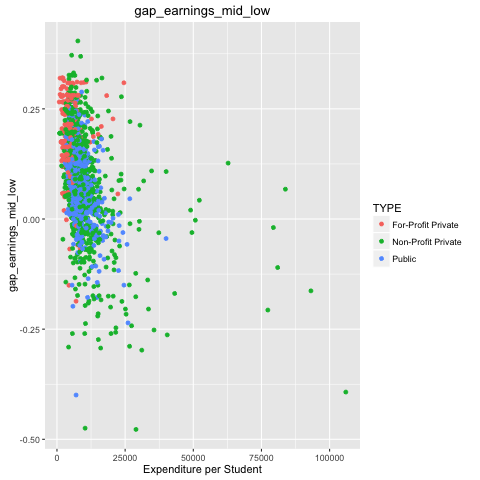 gap_earnings_mid_low
gap_earnings_mid_low
0.25
0.00
-0.25
-0.50
0
25000
50000
75000
100000
Expenditure per Student
TYPE
For-Profit Private
Non-Profit Private
Public